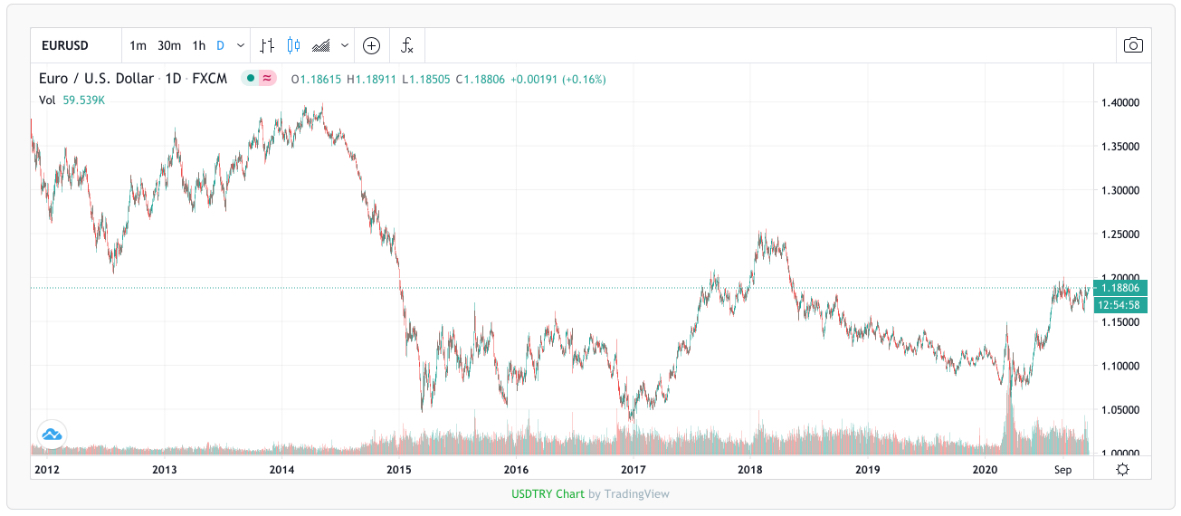 EURUSD 1m 30m 1h D
Euro / U.S. Dollar · 1D · FXCM O1.18615 H1.18911 L1.18505 C1.18806 +0.00191 (+0.16%)
Vol 59.539K
1.40000
1.35000
1.30000
1.25000
1.20000
1.18806
12:54:58
1.15000
1.10000
1.05000
1.00000
2012 2013 2014 2015 2016 2017 2018 2019 2020 Sep
USDTRY Chart by TradingView